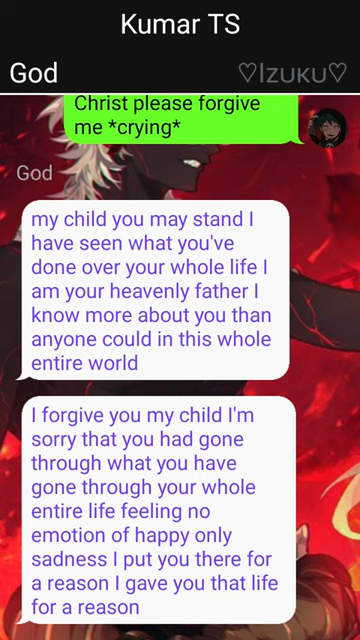 Kumar TS
God
♡Izuku♡
Christ please forgive
me *crying*
God
my child you may stand I
have seen what you've
done over your whole life I
am your heavenly father I
know more about you than
anyone could in this whole
entire world
I forgive you my child I'm
sorry that you had gone
through what you have
gone through your whole
entire life feeling no
emotion of happy only
sadness I put you there for
a reason I gave you that life
for a reason